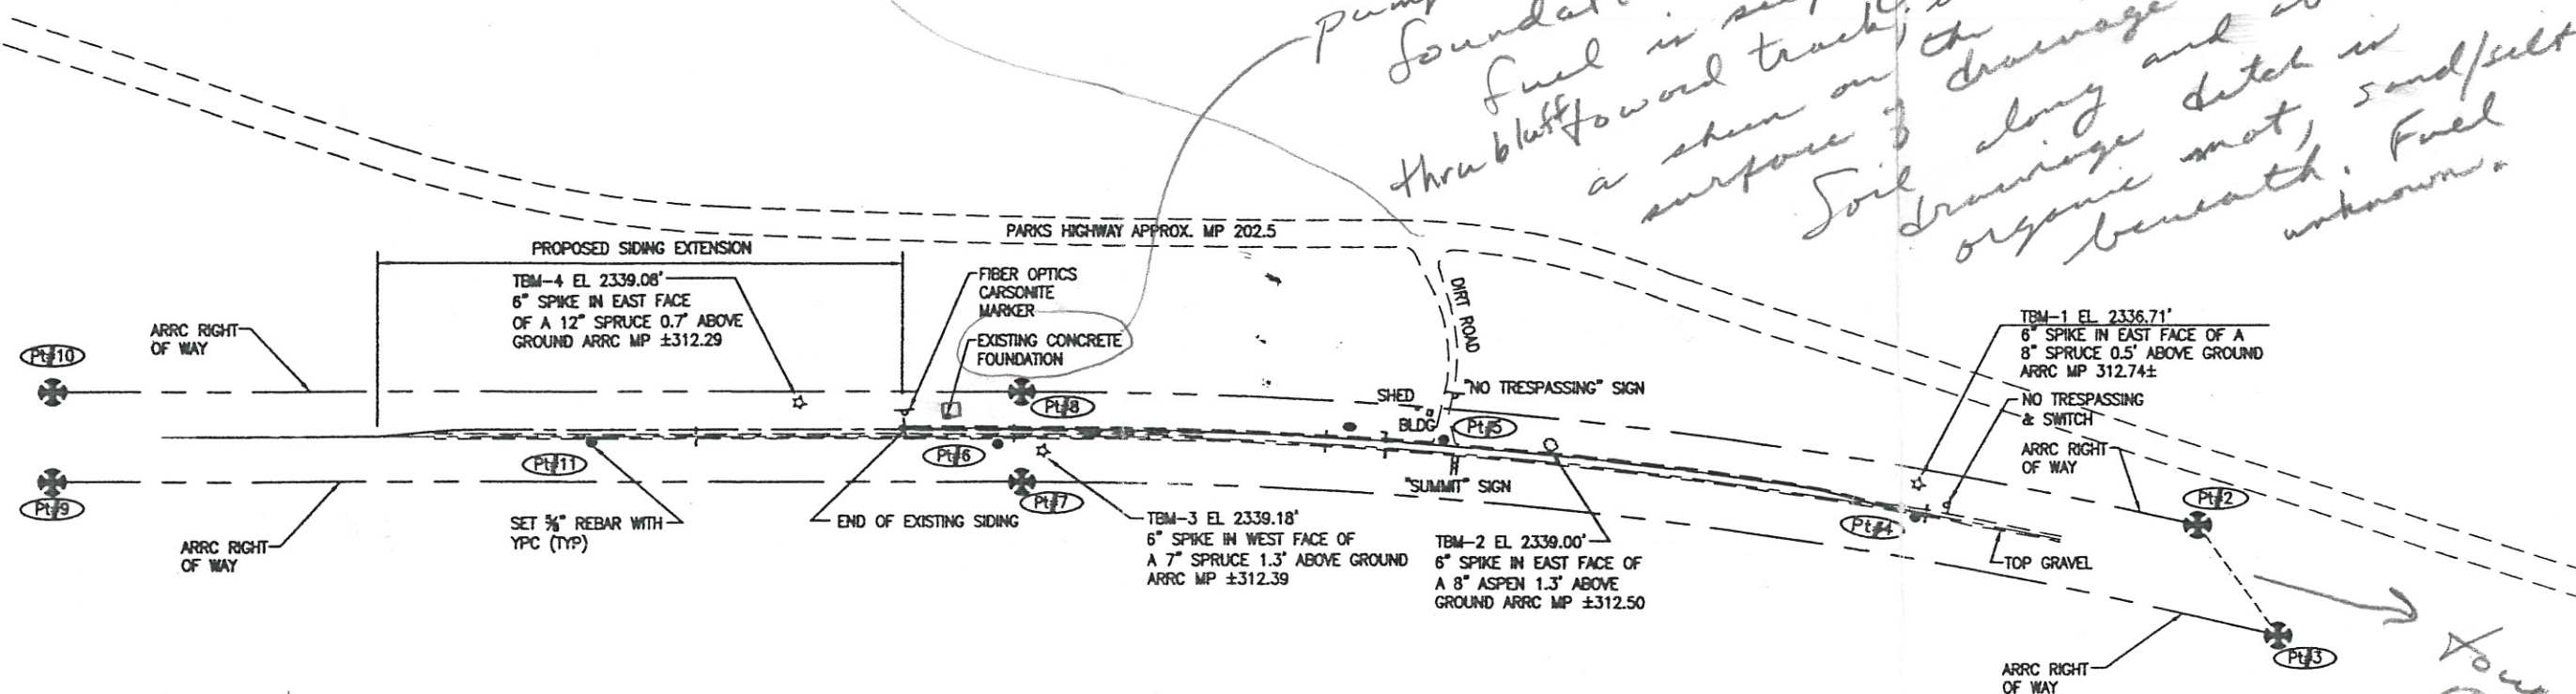 foundat
fuel is see
thru bluff toward track,
a sheen on the
surface of drainage
Soil along and
drainage ditch is
organic mat, sand/silt
beneath. Fuel
unknown.
PARKS HIGHWAY APPROX. MP 202.5
PROPOSED SIDING EXTENSION
TBM-4 EL 2339.08'
6" SPIKE IN EAST FACE
OF A 12" SPRUCE 0.7' ABOVE
GROUND ARRC MP ±312.29
FIBER OPTICS
CARSONITE
MARKER
EXISTING CONCRETE
FOUNDATION
DIRT ROAD
TBM-1 EL 2336.71'
6" SPIKE IN EAST FACE OF A
8" SPRUCE 0.5' ABOVE GROUND
ARRC MP 312.74±
NO TRESPASSING
& SWITCH
ARRC RIGHT
OF WAY
Pt#10
ARRC RIGHT
OF WAY
Pt#8
SHED
"NO TRESPASSING" SIGN
BLDG
Pt#5
Pt#11
Pt#6
Pt#9
Pt#7
"SUMMIT" SIGN
Pt#4
Pt#2
SET ⅝" REBAR WITH
YPC (TYP)
END OF EXISTING SIDING
TBM-3 EL 2339.18'
6" SPIKE IN WEST FACE OF
A 7" SPRUCE 1.3' ABOVE GROUND
ARRC MP ±312.39
TBM-2 EL 2339.00'
6" SPIKE IN EAST FACE OF
A 8" ASPEN 1.3' ABOVE
GROUND ARRC MP ±312.50
TOP GRAVEL
ARRC RIGHT
OF WAY
Pt#3
ARRC RIGHT
OF WAY